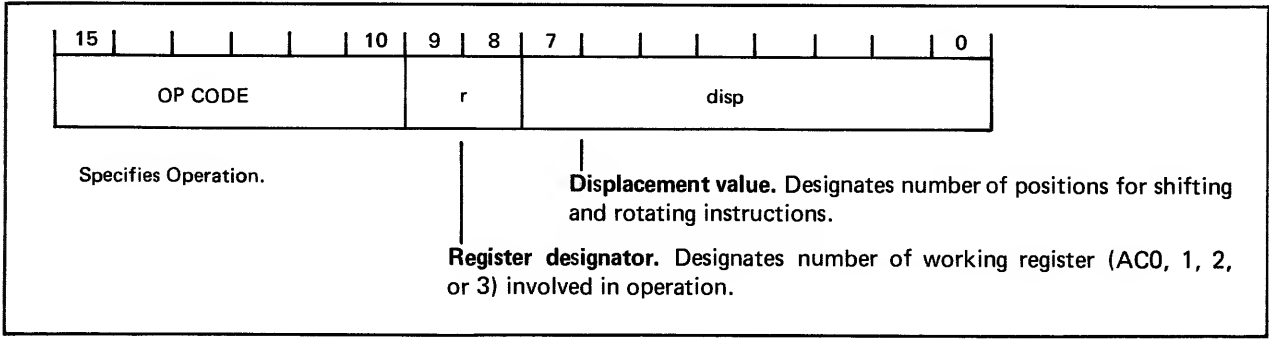 15 10 9 8 7 0
OP CODE r disp
Specifies Operation.
Displacement value. Designates number of positions for shifting
and rotating instructions.
Register designator. Designates number of working register (AC0, 1, 2,
or 3) involved in operation.